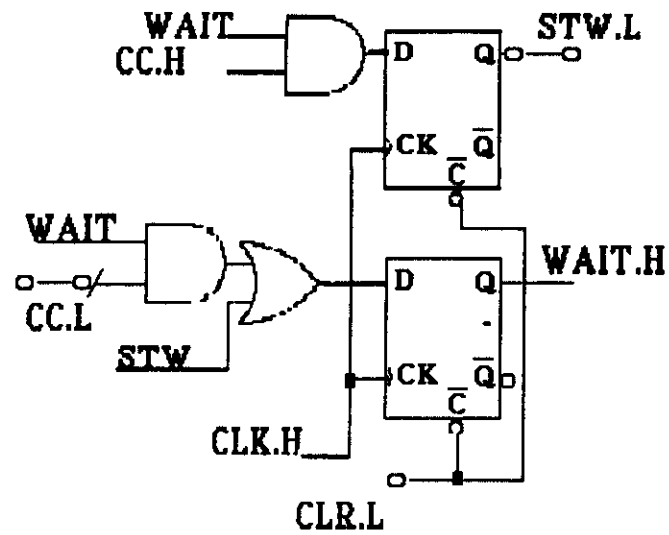 WAIT
CC.H
D
Q
STW.L
CK
Q̅
C̅
WAIT
CC.L
STW
D
Q
WAIT.H
CK
Q̅
C̅
CLK.H
CLR.L